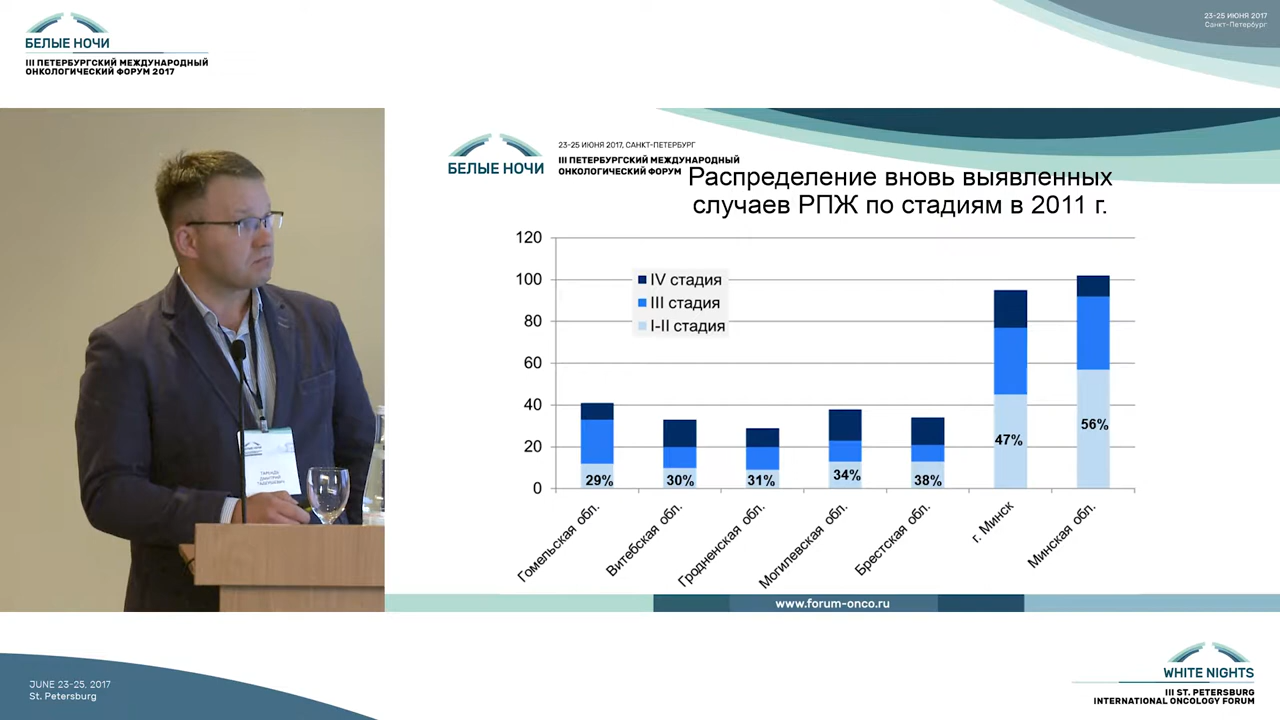 БЕЛЫЕ НОЧИ
III ПЕТЕРБУРГСКИЙ МЕЖДУНАРОДНЫЙ
ОНКОЛОГИЧЕСКИЙ ФОРУМ 2017
23-25 ИЮНЯ 2017
Санкт-Петербург
БЕЛЫЕ НОЧИ
23-25 ИЮНЯ 2017, САНКТ-ПЕТЕРБУРГ
III ПЕТЕРБУРГСКИЙ МЕЖДУНАРОДНЫЙ
ОНКОЛОГИЧЕСКИЙ ФОРУМ
Распределение вновь выявленных
случаев РПЖ по стадиям в 2011 г.
120
100
80
60
40
20
0
IV стадия
III стадия
I-II стадия
29%
30%
31%
34%
38%
47%
56%
Гомельская обл.
Витебская обл.
Гродненская обл.
Могилевская обл.
Брестская обл.
г. Минск
Минская обл.
www.forum-onco.ru
JUNE 23-25, 2017
St. Petersburg
WHITE NIGHTS
III ST. PETERSBURG
INTERNATIONAL ONCOLOGY FORUM